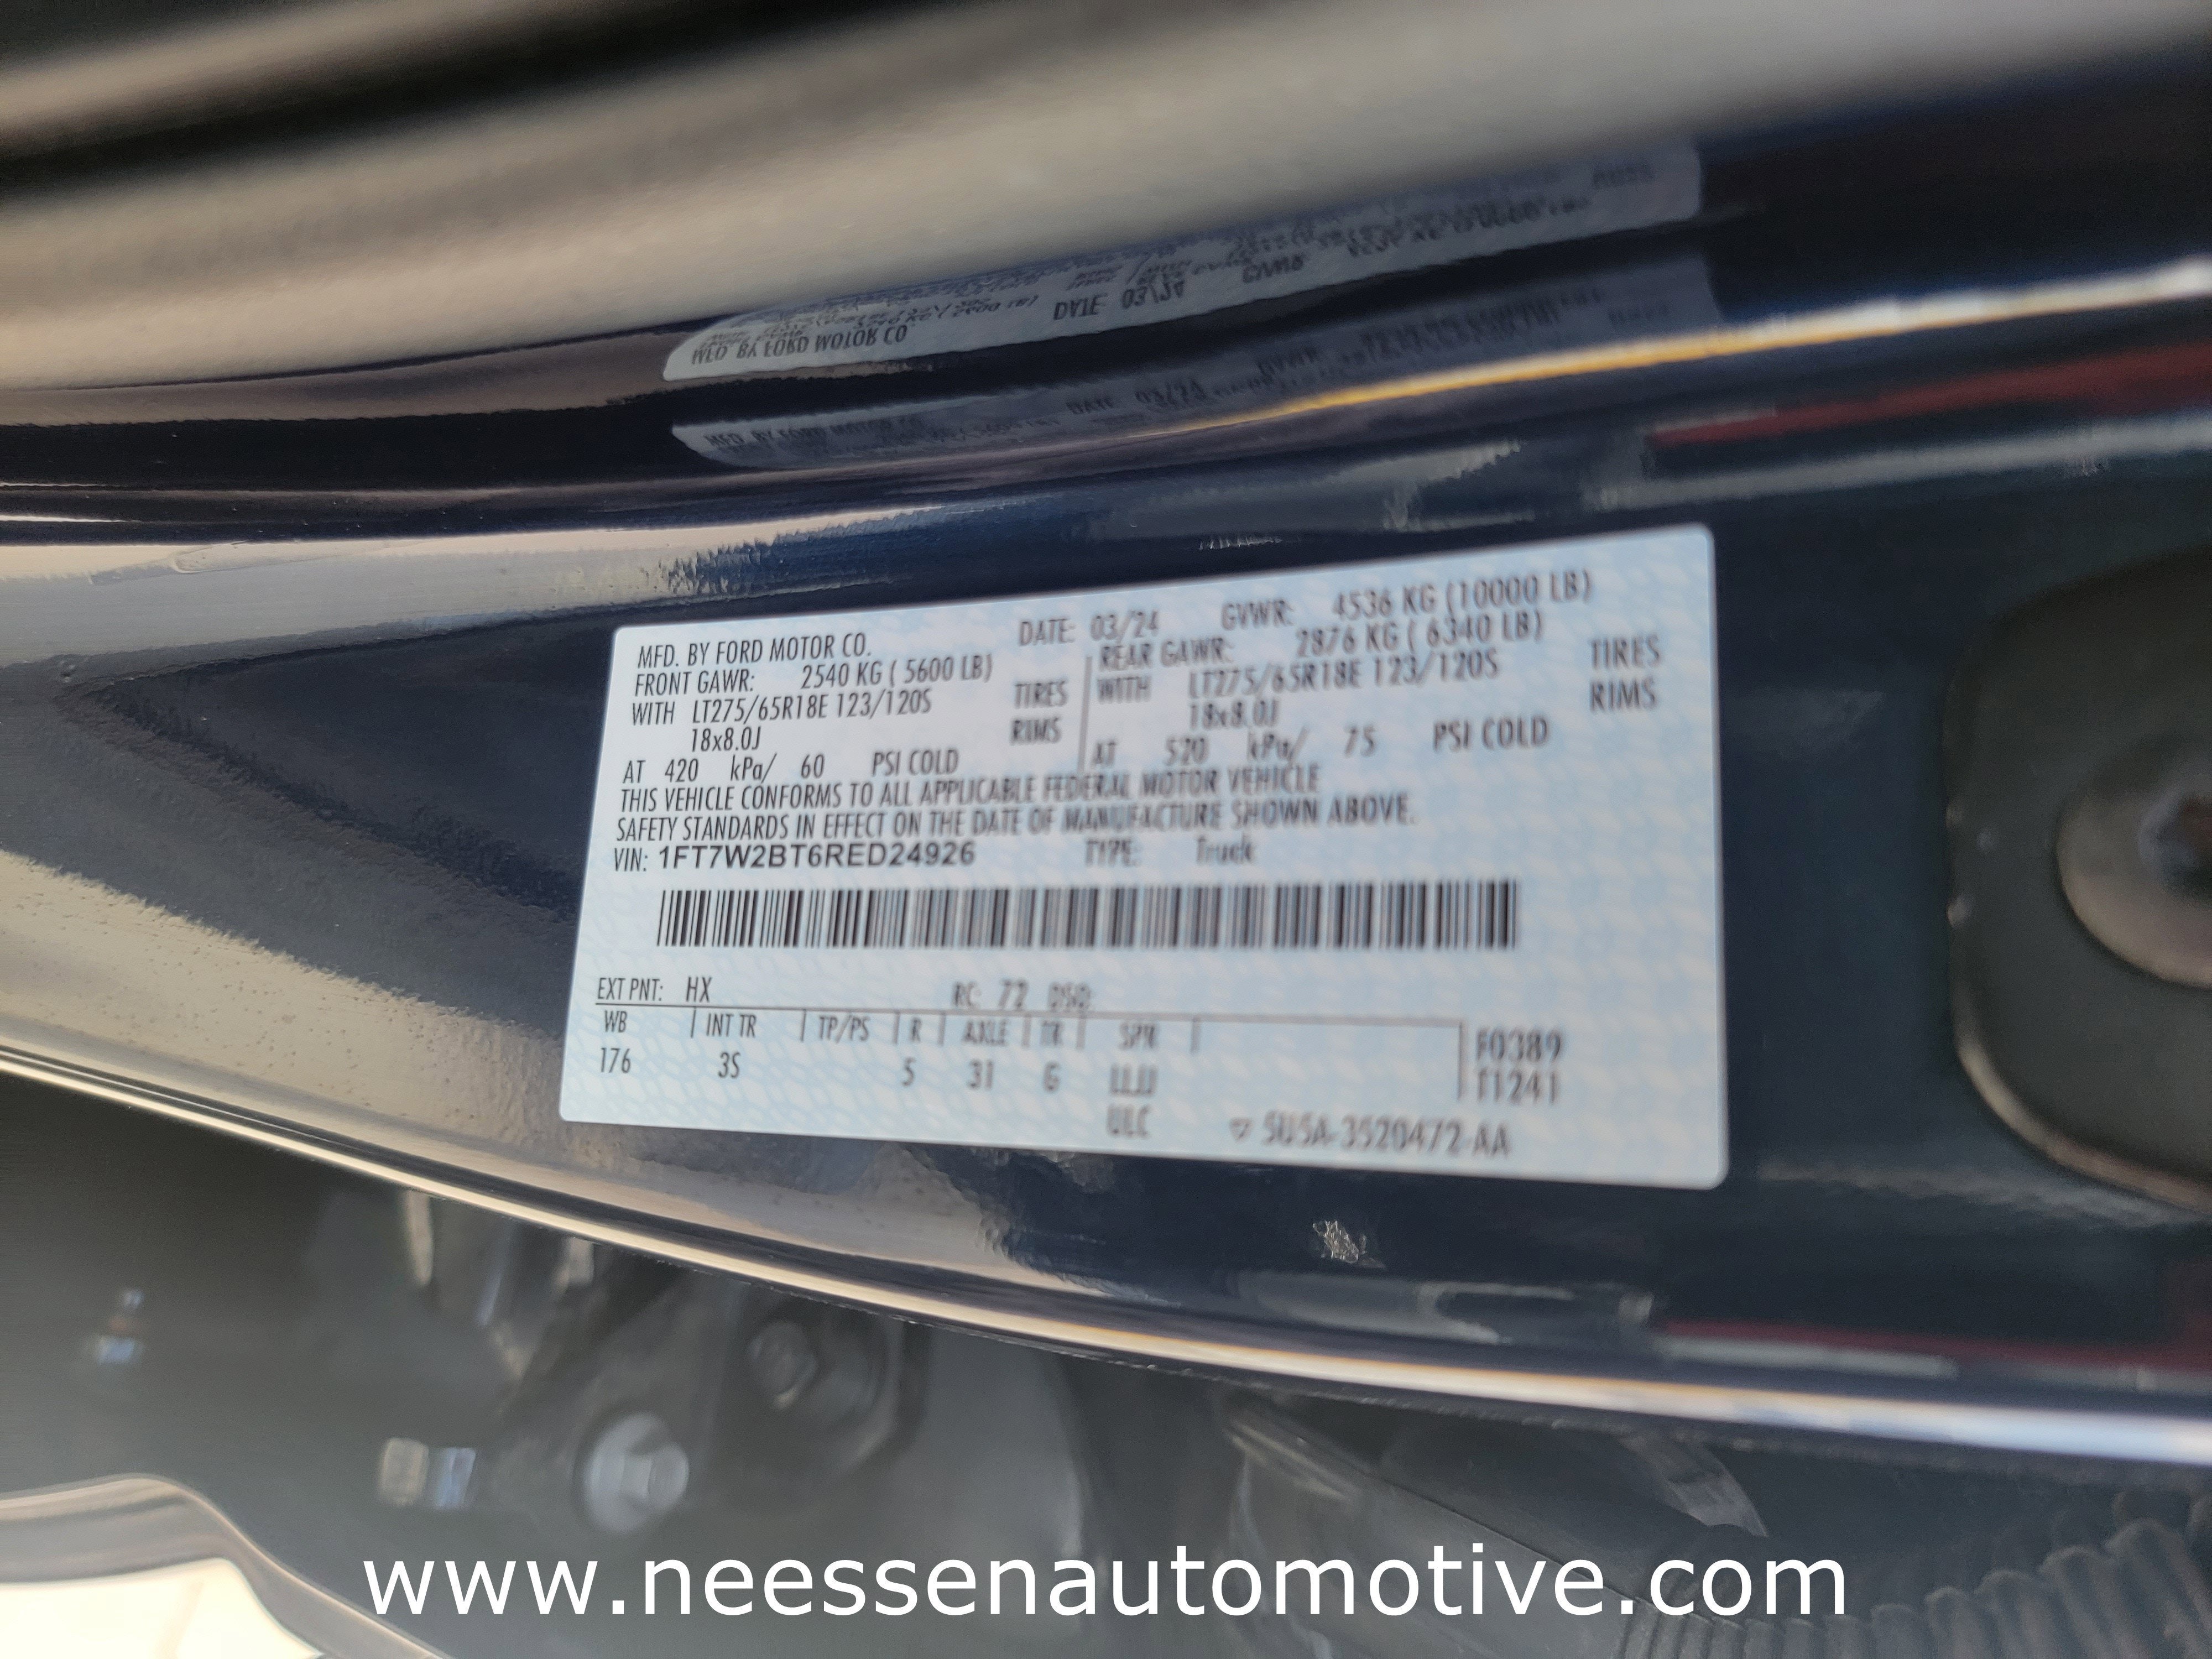 MFD. BY FORD MOTOR CO. DATE: 03/24 GVWR: 4536 KG (10000 LB)
FRONT GAWR: 2540 KG ( 5600 LB) REAR GAWR: 2876 KG ( 6340 LB)
WITH LT275/65R18E 123/120S TIRES WITH LT275/65R18E 123/120S TIRES
18x8.0J RIMS 18x8.0J RIMS
AT 420 kPa/ 60 PSI COLD AT 520 kPa/ 75 PSI COLD
THIS VEHICLE CONFORMS TO ALL APPLICABLE FEDERAL MOTOR VEHICLE
SAFETY STANDARDS IN EFFECT ON THE DATE OF MANUFACTURE SHOWN ABOVE.
VIN: 1FT7W2BT6RED24926 TYPE: Truck
EXT PNT: HX RC: 72 DSO:
WB INT TR TP/PS R AXLE TR SPR F0389
176 3S 5 31 6 T1241
ULC 5U5A-3520472-AA
www.neessenautomotive.com